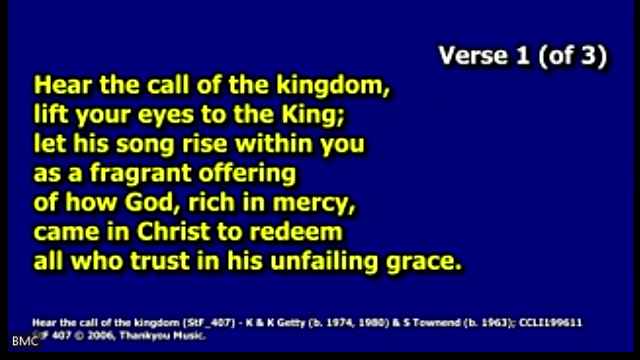 Verse 1 (of 3)
Hear the call of the kingdom,
lift your eyes to the King;
let his song rise within you
as a fragrant offering
of how God, rich in mercy,
came in Christ to redeem
all who trust in his unfailing grace.
Hear the call of the kingdom (StF_407) - K & K Getty (b. 1974, 1980) & S Townend (b. 1963); CCLI199611
StF 407 © 2006, Thankyou Music.
BMC